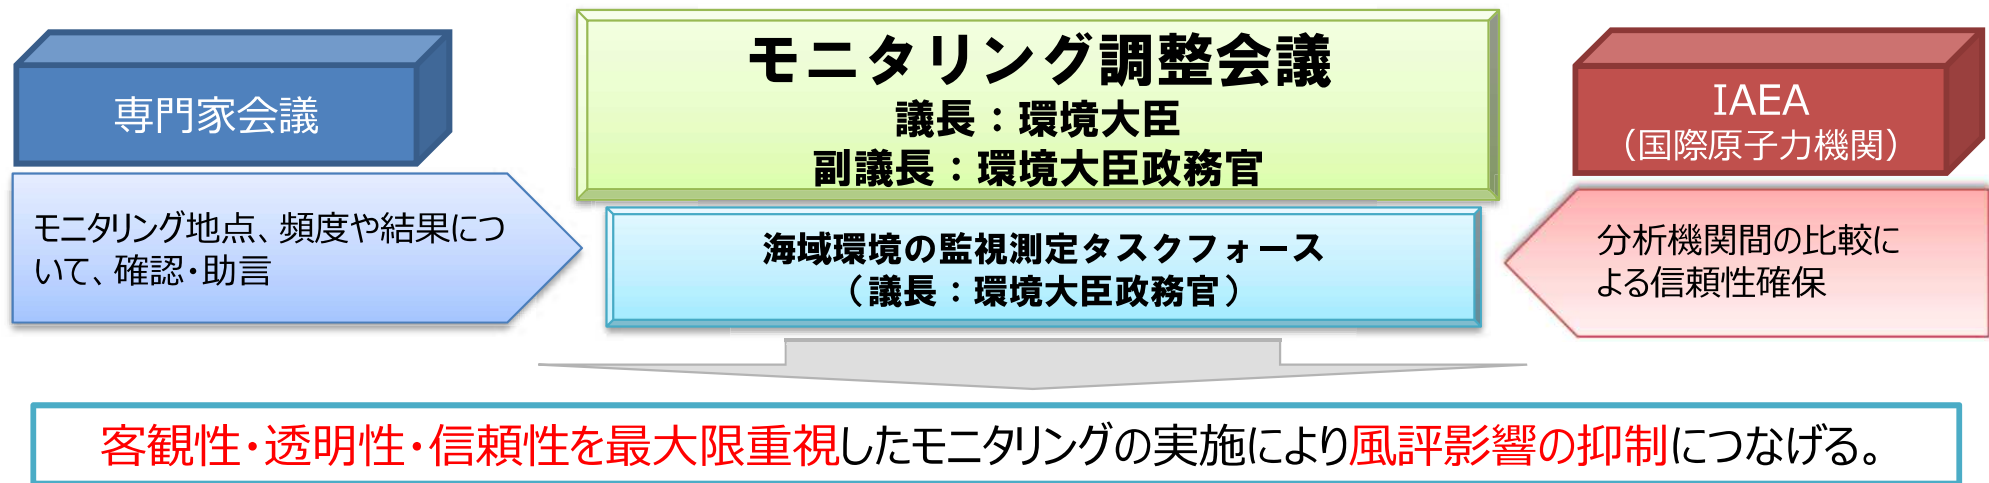 専門家会議
モニタリング地点、頻度や結果につ
いて、確認・助言
モニタリング調整会議
議長：環境大臣
副議長：環境大臣政務官
海域環境の監視測定タスクフォース
（議長：環境大臣政務官）
IAEA
（国際原子力機関）
分析機関間の比較に
よる信頼性確保
客観性・透明性・信頼性を最大限重視したモニタリングの実施により風評影響の抑制につなげる。